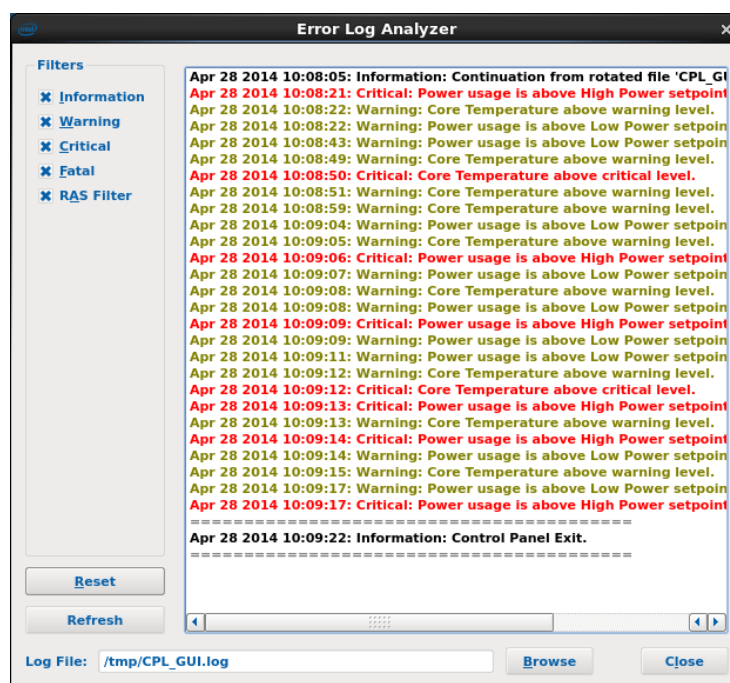 intel
Error Log Analyzer
Filters
Information
Warning
Critical
Fatal
RAS Filter
Apr 28 2014 10:08:05: Information: Continuation from rotated file 'CPL_GU
Apr 28 2014 10:08:21: Critical: Power usage is above High Power setpoint
Apr 28 2014 10:08:22: Warning: Core Temperature above warning level.
Apr 28 2014 10:08:22: Warning: Power usage is above Low Power setpoin
Apr 28 2014 10:08:43: Warning: Power usage is above Low Power setpoin
Apr 28 2014 10:08:49: Warning: Core Temperature above warning level.
Apr 28 2014 10:08:50: Critical: Core Temperature above critical level.
Apr 28 2014 10:08:51: Warning: Core Temperature above warning level.
Apr 28 2014 10:08:59: Warning: Core Temperature above warning level.
Apr 28 2014 10:09:04: Warning: Power usage is above Low Power setpoin
Apr 28 2014 10:09:05: Warning: Core Temperature above warning level.
Apr 28 2014 10:09:06: Critical: Power usage is above High Power setpoint
Apr 28 2014 10:09:07: Warning: Power usage is above Low Power setpoin
Apr 28 2014 10:09:08: Warning: Core Temperature above warning level.
Apr 28 2014 10:09:08: Warning: Power usage is above Low Power setpoin
Apr 28 2014 10:09:09: Critical: Power usage is above High Power setpoint
Apr 28 2014 10:09:09: Warning: Power usage is above Low Power setpoin
Apr 28 2014 10:09:11: Warning: Power usage is above Low Power setpoin
Apr 28 2014 10:09:12: Warning: Core Temperature above warning level.
Apr 28 2014 10:09:12: Critical: Core Temperature above critical level.
Apr 28 2014 10:09:13: Critical: Power usage is above High Power setpoint
Apr 28 2014 10:09:13: Warning: Core Temperature above warning level.
Apr 28 2014 10:09:14: Critical: Power usage is above High Power setpoint
Apr 28 2014 10:09:14: Warning: Power usage is above Low Power setpoin
Apr 28 2014 10:09:15: Warning: Core Temperature above warning level.
Apr 28 2014 10:09:17: Warning: Power usage is above Low Power setpoin
Apr 28 2014 10:09:17: Critical: Power usage is above High Power setpoint
=========================================
Apr 28 2014 10:09:22: Information: Control Panel Exit.
=========================================
Reset
Refresh
Log File: /tmp/CPL_GUI.log
Browse
Close